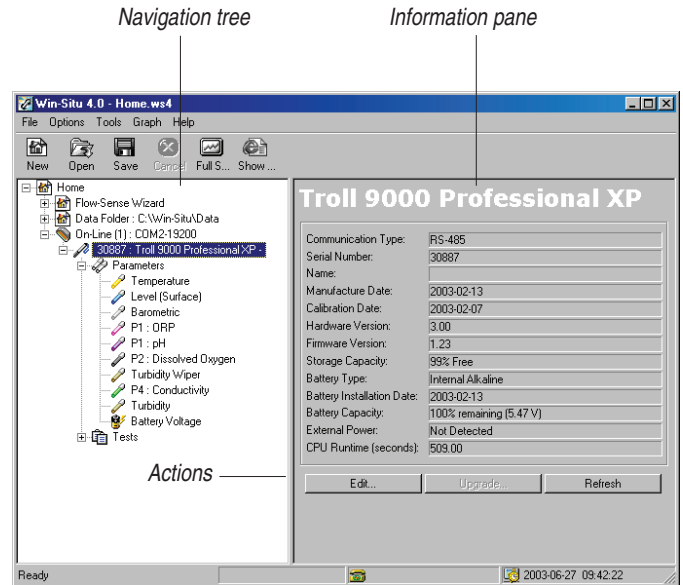 Navigation tree
Information pane
Win-Situ 4.0 - Home.ws4
File Options Tools Graph Help
New Open Save Cancel Full S... Show ...
Home
Flow-Sense Wizard
Data Folder : C:\Win-Situ\Data
On-Line (1) : COM2-19200
30887 : Troll 9000 Professional XP -
Parameters
Temperature
Level (Surface)
Barometric
P1 : ORP
P1 : pH
P2 : Dissolved Oxygen
Turbidity Wiper
P4 : Conductivity
Turbidity
Battery Voltage
Tests
Actions
Troll 9000 Professional XP
Communication Type: RS-485
Serial Number: 30887
Name:
Manufacture Date: 2003-02-13
Calibration Date: 2003-02-07
Hardware Version: 3.00
Firmware Version: 1.23
Storage Capacity: 99% Free
Battery Type: Internal Alkaline
Battery Installation Date: 2003-02-13
Battery Capacity: 100% remaining (5.47 V)
External Power: Not Detected
CPU Runtime (seconds): 509.00
Edit... Upgrade... Refresh
Ready 2003-06-27 09:42:22